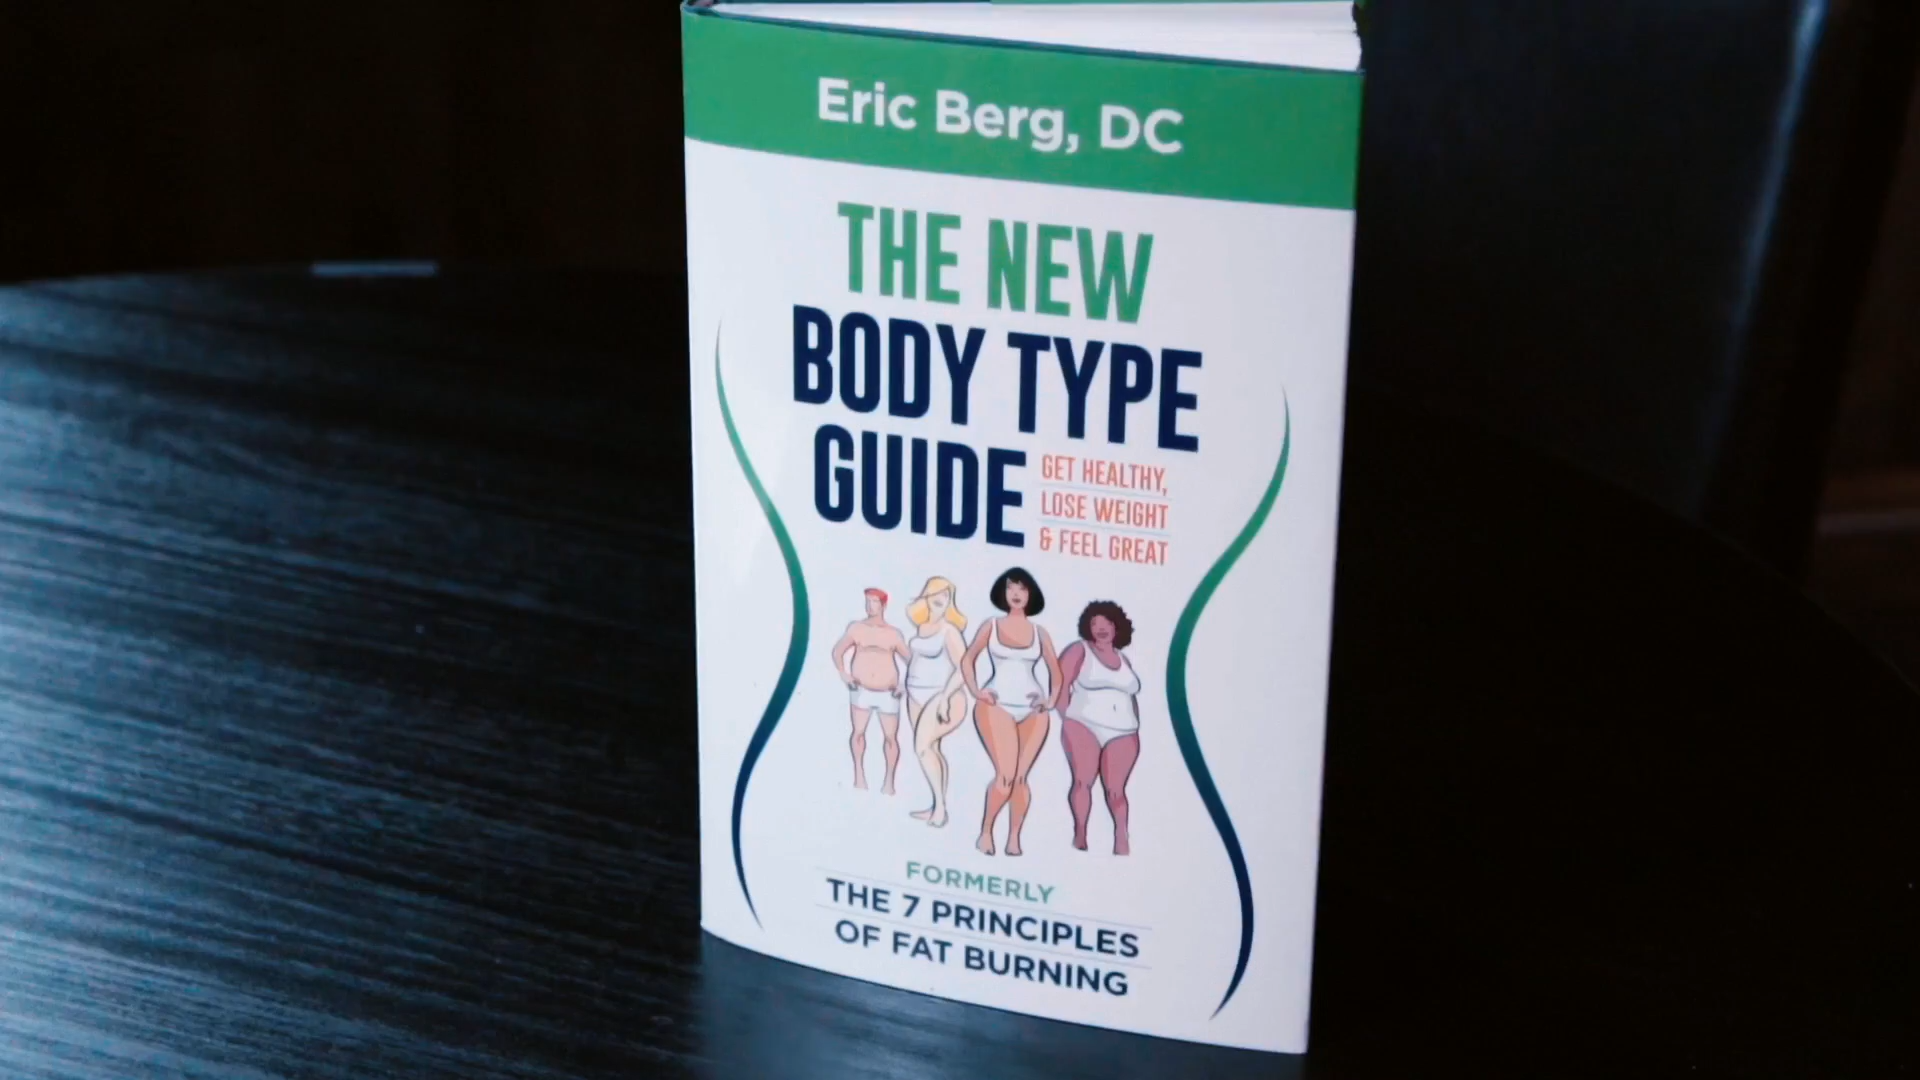 Eric Berg, DC
THE NEW
BODY TYPE
GUIDE
GET HEALTHY,
LOSE WEIGHT
& FEEL GREAT
FORMERLY
THE 7 PRINCIPLES
OF FAT BURNING